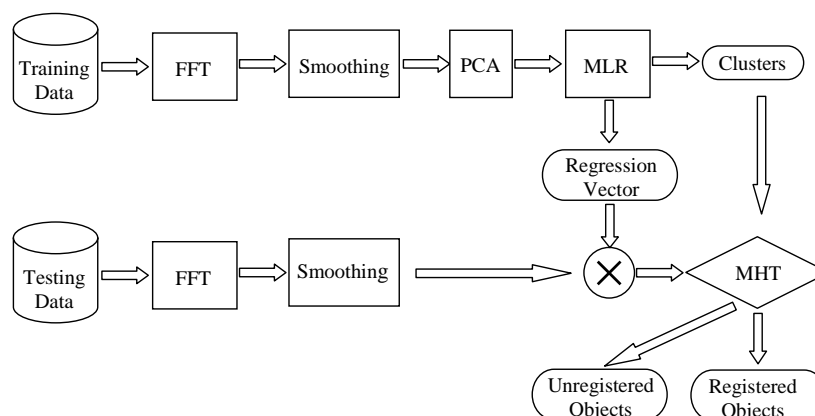 Training
Data
FFT
Smoothing
PCA
MLR
Clusters
Regression
Vector
Testing
Data
FFT
Smoothing
MHT
Unregistered
Objects
Registered
Objects